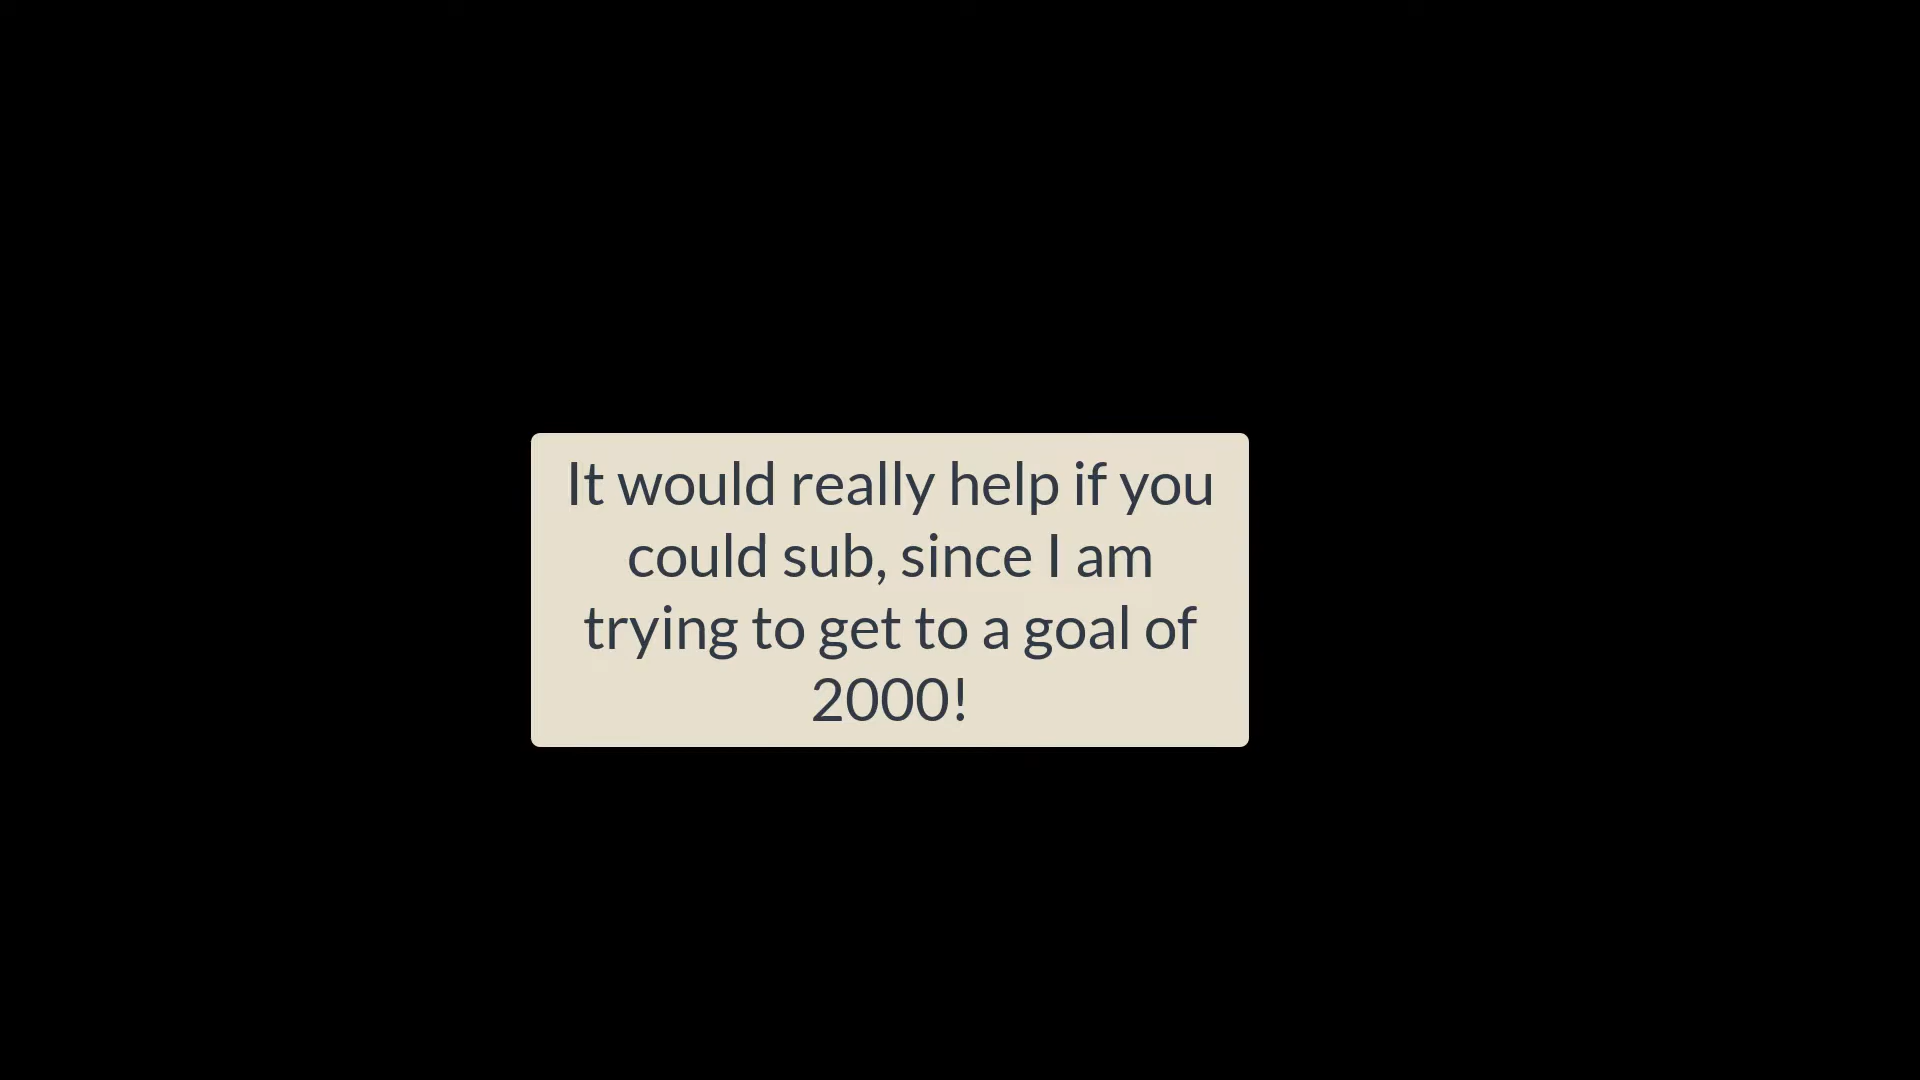 It would really help if you
could sub, since I am
trying to get to a goal of
2000!